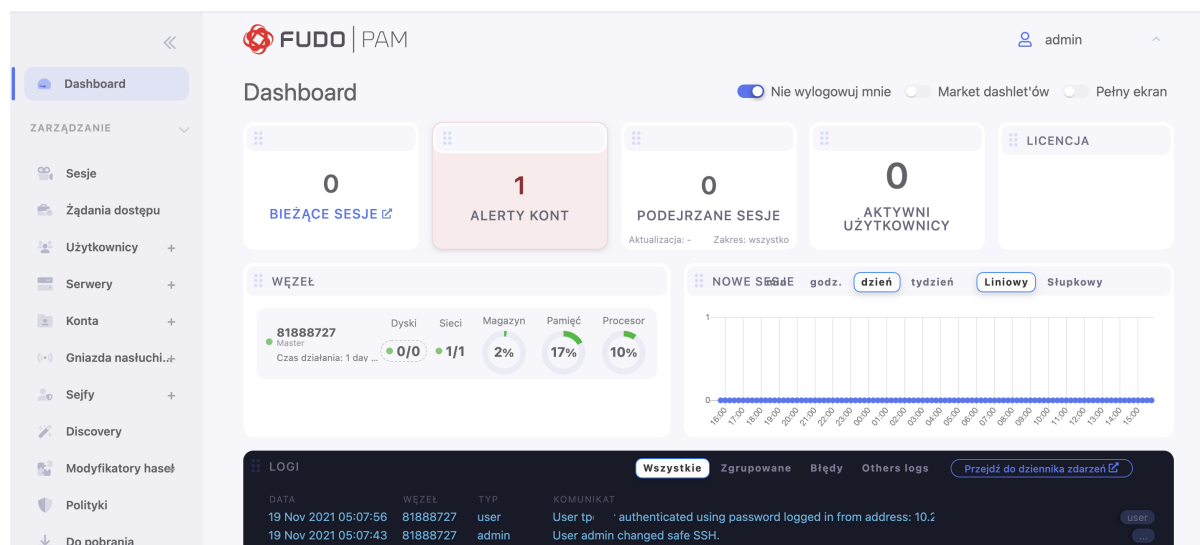 FUDO PAM
admin
Dashboard
ZARZĄDZANIE
Sesje
Żądania dostępu
Użytkownicy +
Serwery +
Konta +
Gniazda nasłuchi... +
Sejfy +
Discovery
Modyfikatory haseł
Polityki
Do pobrania
Dashboard
Nie wylogowuj mnie Market dashlet'ów Pełny ekran
0
BIEŻĄCE SESJE
1
ALERTY KONT
0
PODEJRZANE SESJE
Aktualizacja: - Zakres: wszystko
0
AKTYWNI
UŻYTKOWNICY
LICENCJA
WĘZEŁ
81888727
Master
Czas działania: 1 day ...
Dyski
0/0
Sieci
1/1
Magazyn
2%
Pamięć
17%
Procesor
10%
NOWE SESJE godz. dzień tydzień Liniowy Słupkowy
1
0
16:00 17:00 18:00 19:00 20:00 21:00 22:00 23:00 00:00 01:00 02:00 03:00 04:00 05:00 06:00 07:00 08:00 09:00 10:00 11:00 12:00 13:00 14:00 15:00
LOGI
Wszystkie Zgrupowane Błędy Others logs Przejdź do dziennika zdarzeń
DATA WĘZEŁ TYP KOMUNIKAT
19 Nov 2021 05:07:56 81888727 user User authenticated using password logged in from address: 10.2 user
19 Nov 2021 05:07:43 81888727 admin User admin changed safe SSH. ...